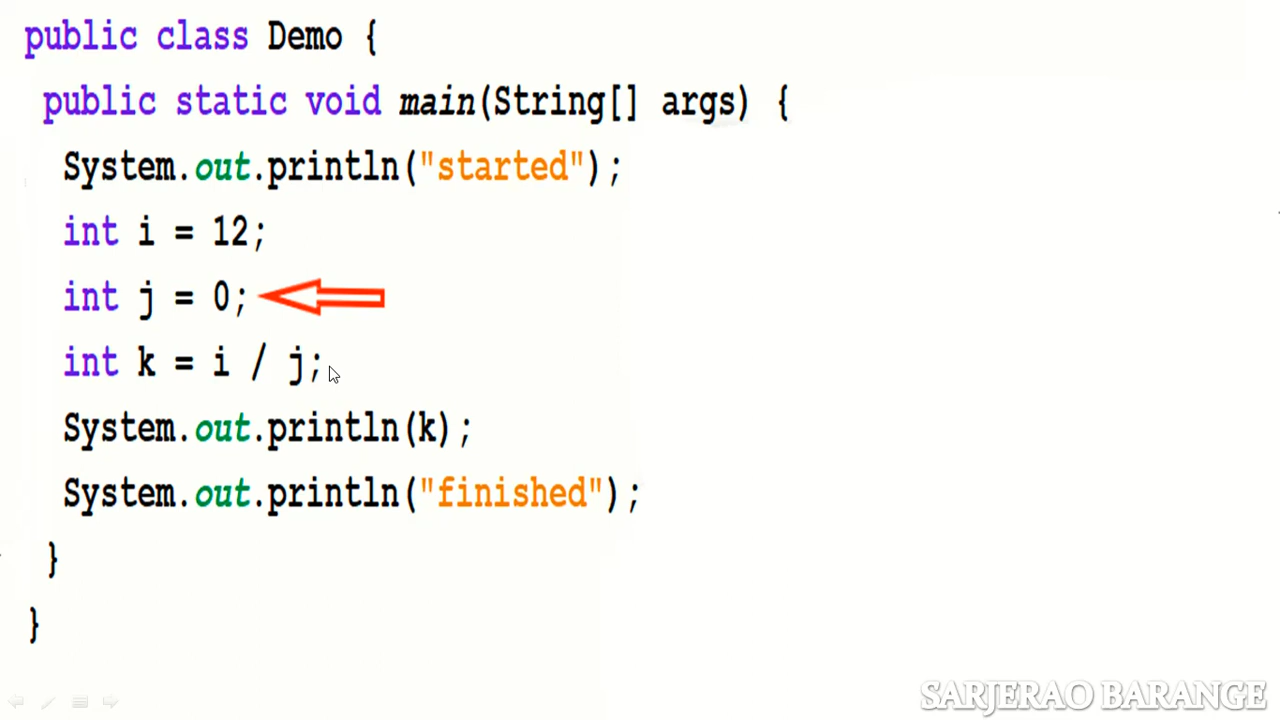 public class Demo {
public static void main(String[] args) {
System.out.println("started");
int i = 12;
int j = 0;
int k = i / j;
System.out.println(k);
System.out.println("finished");
}
}
SARJERAO BARANGE